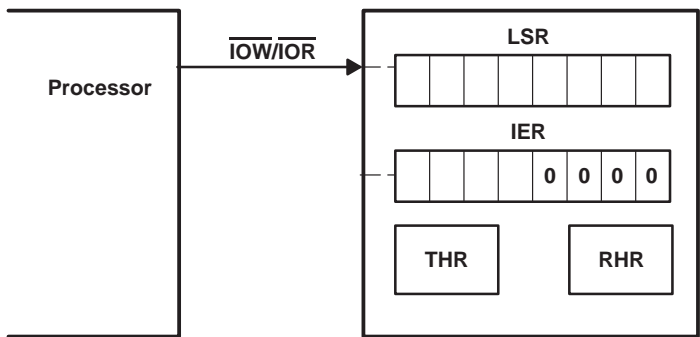 LSR
IOW/IOR
Processor
IER
0 0 0 0
THR RHR